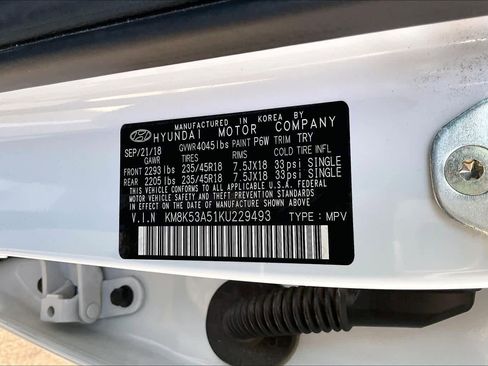 MANUFACTURED IN KOREA BY
HYUNDAI MOTOR COMPANY
SEP/21/18 GVWR 4045lbs PAINT P6W TRIM TRY
GAWR TIRES RIMS COLD TIRE PSI
FRONT 2293 lbs 235/45R18 7.5JX18 33psi SINGLE
REAR 2205 lbs 235/45R18 7.5JX18 33psi SINGLE
THIS VEHICLE CONFORMS TO ALL APPLICABLE U.S.A. FEDERAL
MOTOR VEHICLE SAFETY, BUMPER, AND THEFT PREVENTION STANDARDS
IN EFFECT ON THE DATE OF MANUFACTURE SHOWN ABOVE.
V.I.N KM8K53A51KU229493 TYPE : MPV